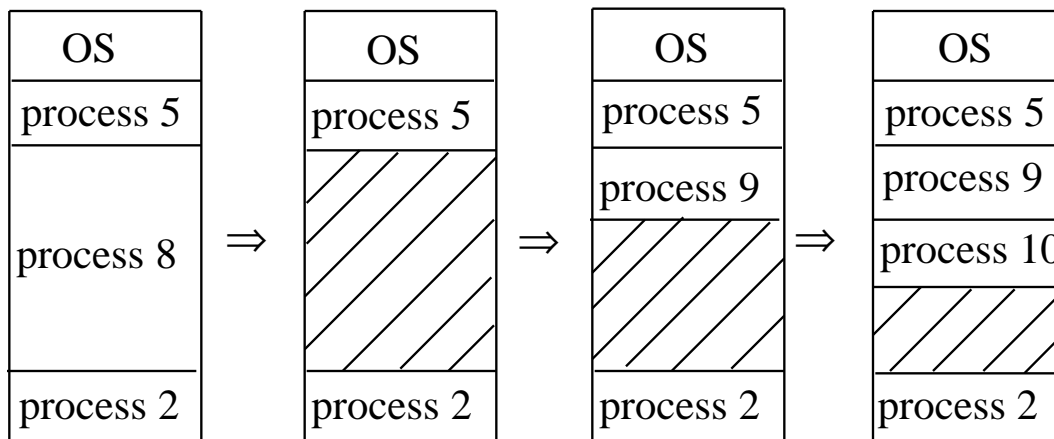 OS
process 5
process 8
process 2
⇒
OS
process 5
process 2
⇒
OS
process 5
process 9
process 2
⇒
OS
process 5
process 9
process 10
process 2